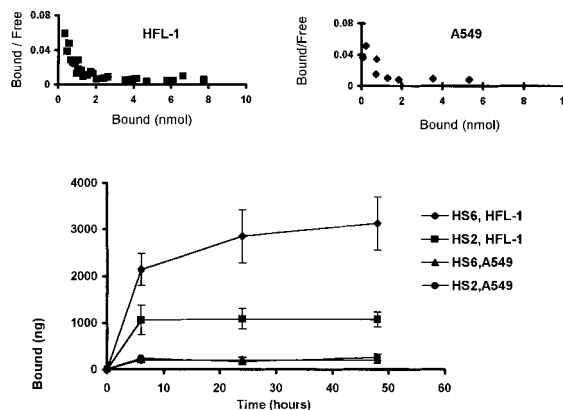 HFL-1
Bound / Free
0.08
0.04
0
0 2 4 6 8 10
Bound (nmol)
A549
Bound/Free
0.08
0.04
0
0 2 4 6 8 1
Bound (nmol)
Bound (ng)
4000
3000
2000
1000
0
0 10 20 30 40 50 60
Time (hours)
HS6, HFL-1
HS2, HFL-1
HS6,A549
HS2,A549